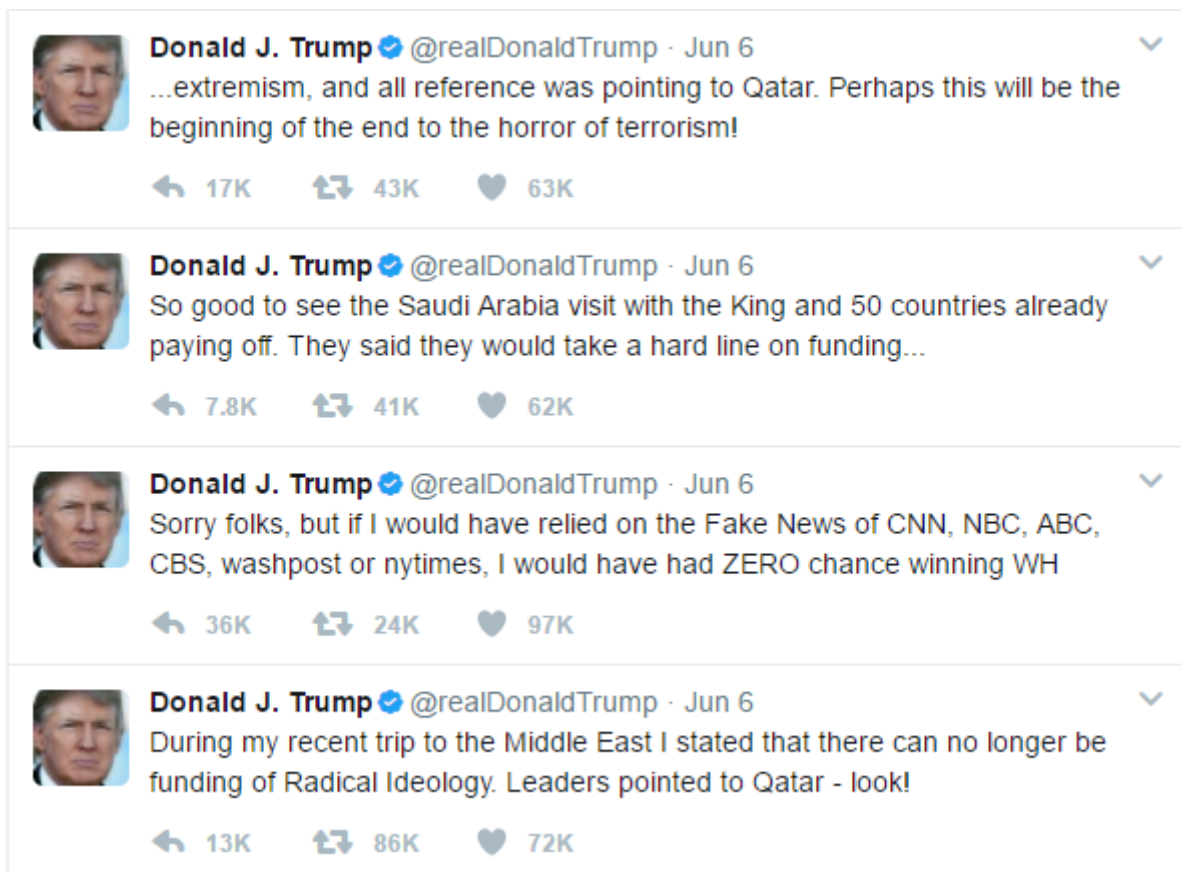 Donald J. Trump @realDonaldTrump · Jun 6
...extremism, and all reference was pointing to Qatar. Perhaps this will be the
beginning of the end to the horror of terrorism!
17K 43K 63K
Donald J. Trump @realDonaldTrump · Jun 6
So good to see the Saudi Arabia visit with the King and 50 countries already
paying off. They said they would take a hard line on funding...
7.8K 41K 62K
Donald J. Trump @realDonaldTrump · Jun 6
Sorry folks, but if I would have relied on the Fake News of CNN, NBC, ABC,
CBS, washpost or nytimes, I would have had ZERO chance winning WH
36K 24K 97K
Donald J. Trump @realDonaldTrump · Jun 6
During my recent trip to the Middle East I stated that there can no longer be
funding of Radical Ideology. Leaders pointed to Qatar - look!
13K 86K 72K